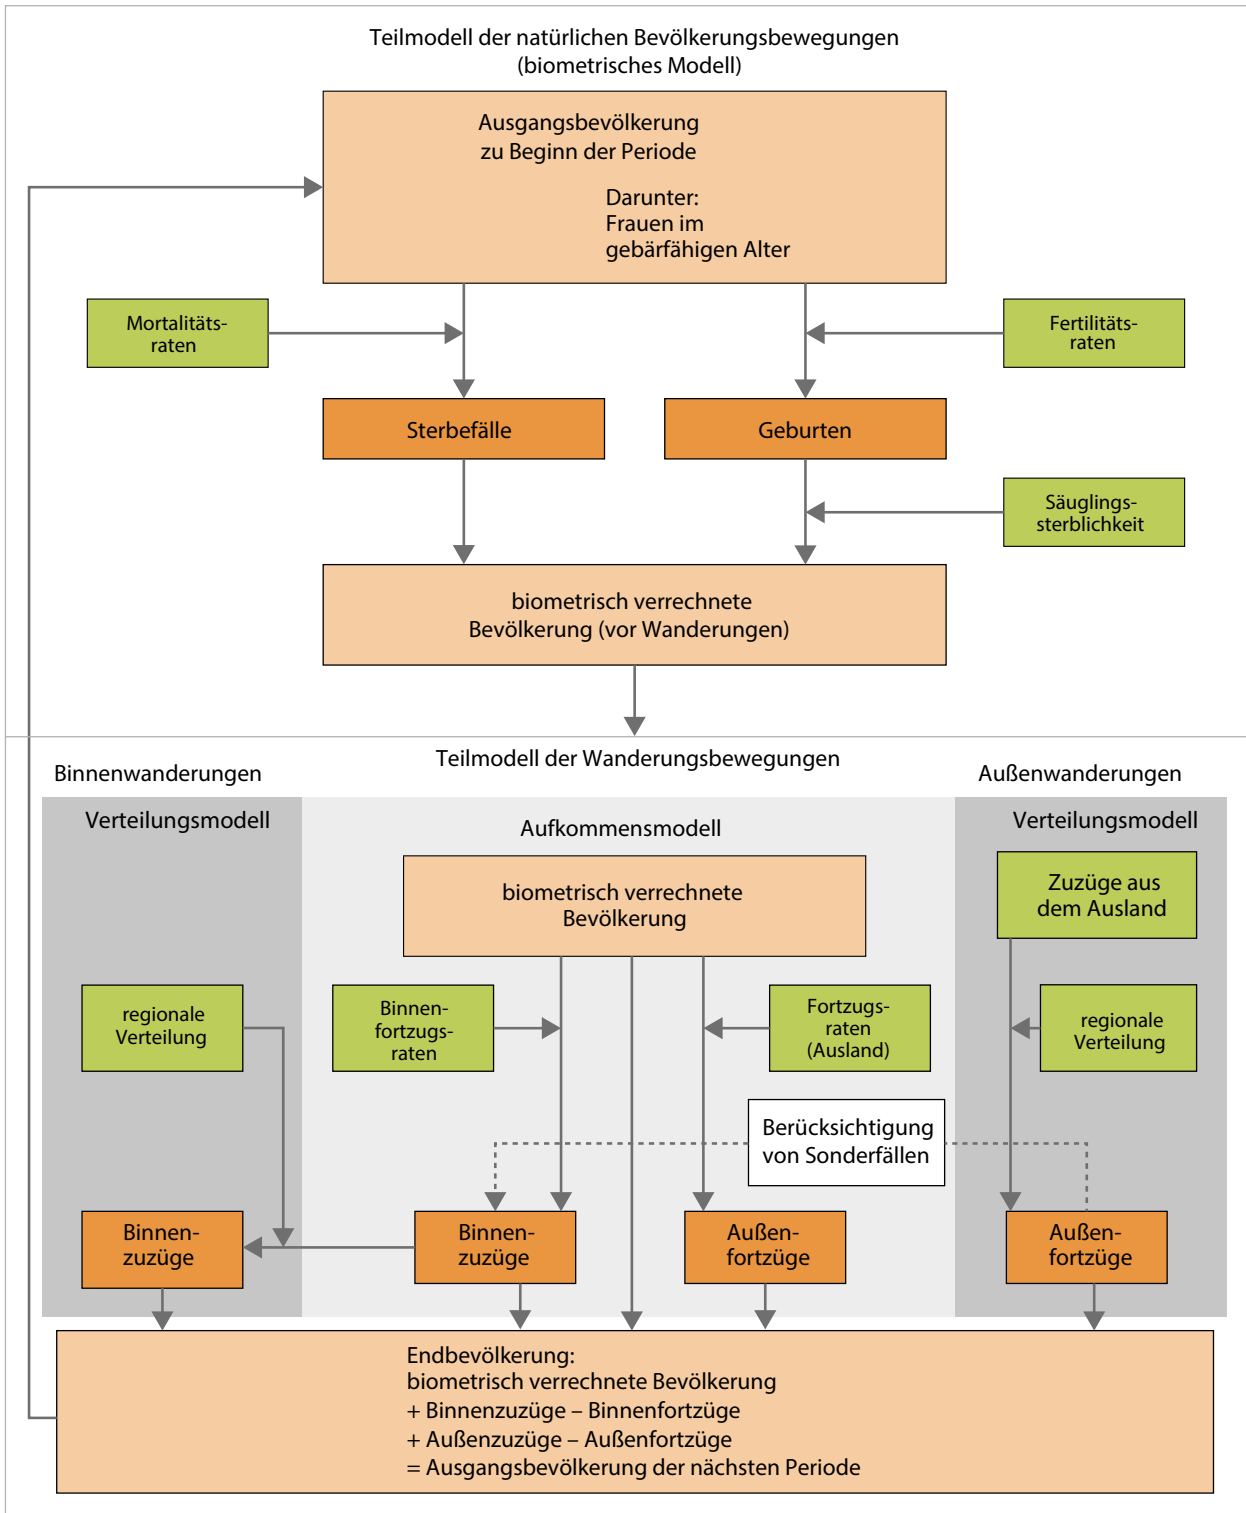 Teilmodell der natürlichen Bevölkerungsbewegungen
(biometrisches Modell)
Ausgangsbevölkerung
zu Beginn der Periode
Darunter:
Frauen im
gebärfähigen Alter
Mortalitäts-
raten
Fertilitäts-
raten
Sterbefälle
Geburten
Säuglings-
sterblichkeit
biometrisch verrechnete
Bevölkerung (vor Wanderungen)
Teilmodell der Wanderungsbewegungen
Binnenwanderungen
Außenwanderungen
Verteilungsmodell
Aufkommensmodell
Verteilungsmodell
biometrisch verrechnete
Bevölkerung
Zuzüge aus
dem Ausland
regionale
Verteilung
Binnen-
fortzugs-
raten
Fortzugs-
raten
(Ausland)
regionale
Verteilung
Berücksichtigung
von Sonderfällen
Binnen-
zuzüge
Binnen-
zuzüge
Außen-
fortzüge
Außen-
fortzüge
Endbevölkerung:
biometrisch verrechnete Bevölkerung
+ Binnenzuzüge – Binnenfortzüge
+ Außenzuzüge – Außenfortzüge
= Ausgangsbevölkerung der nächsten Periode